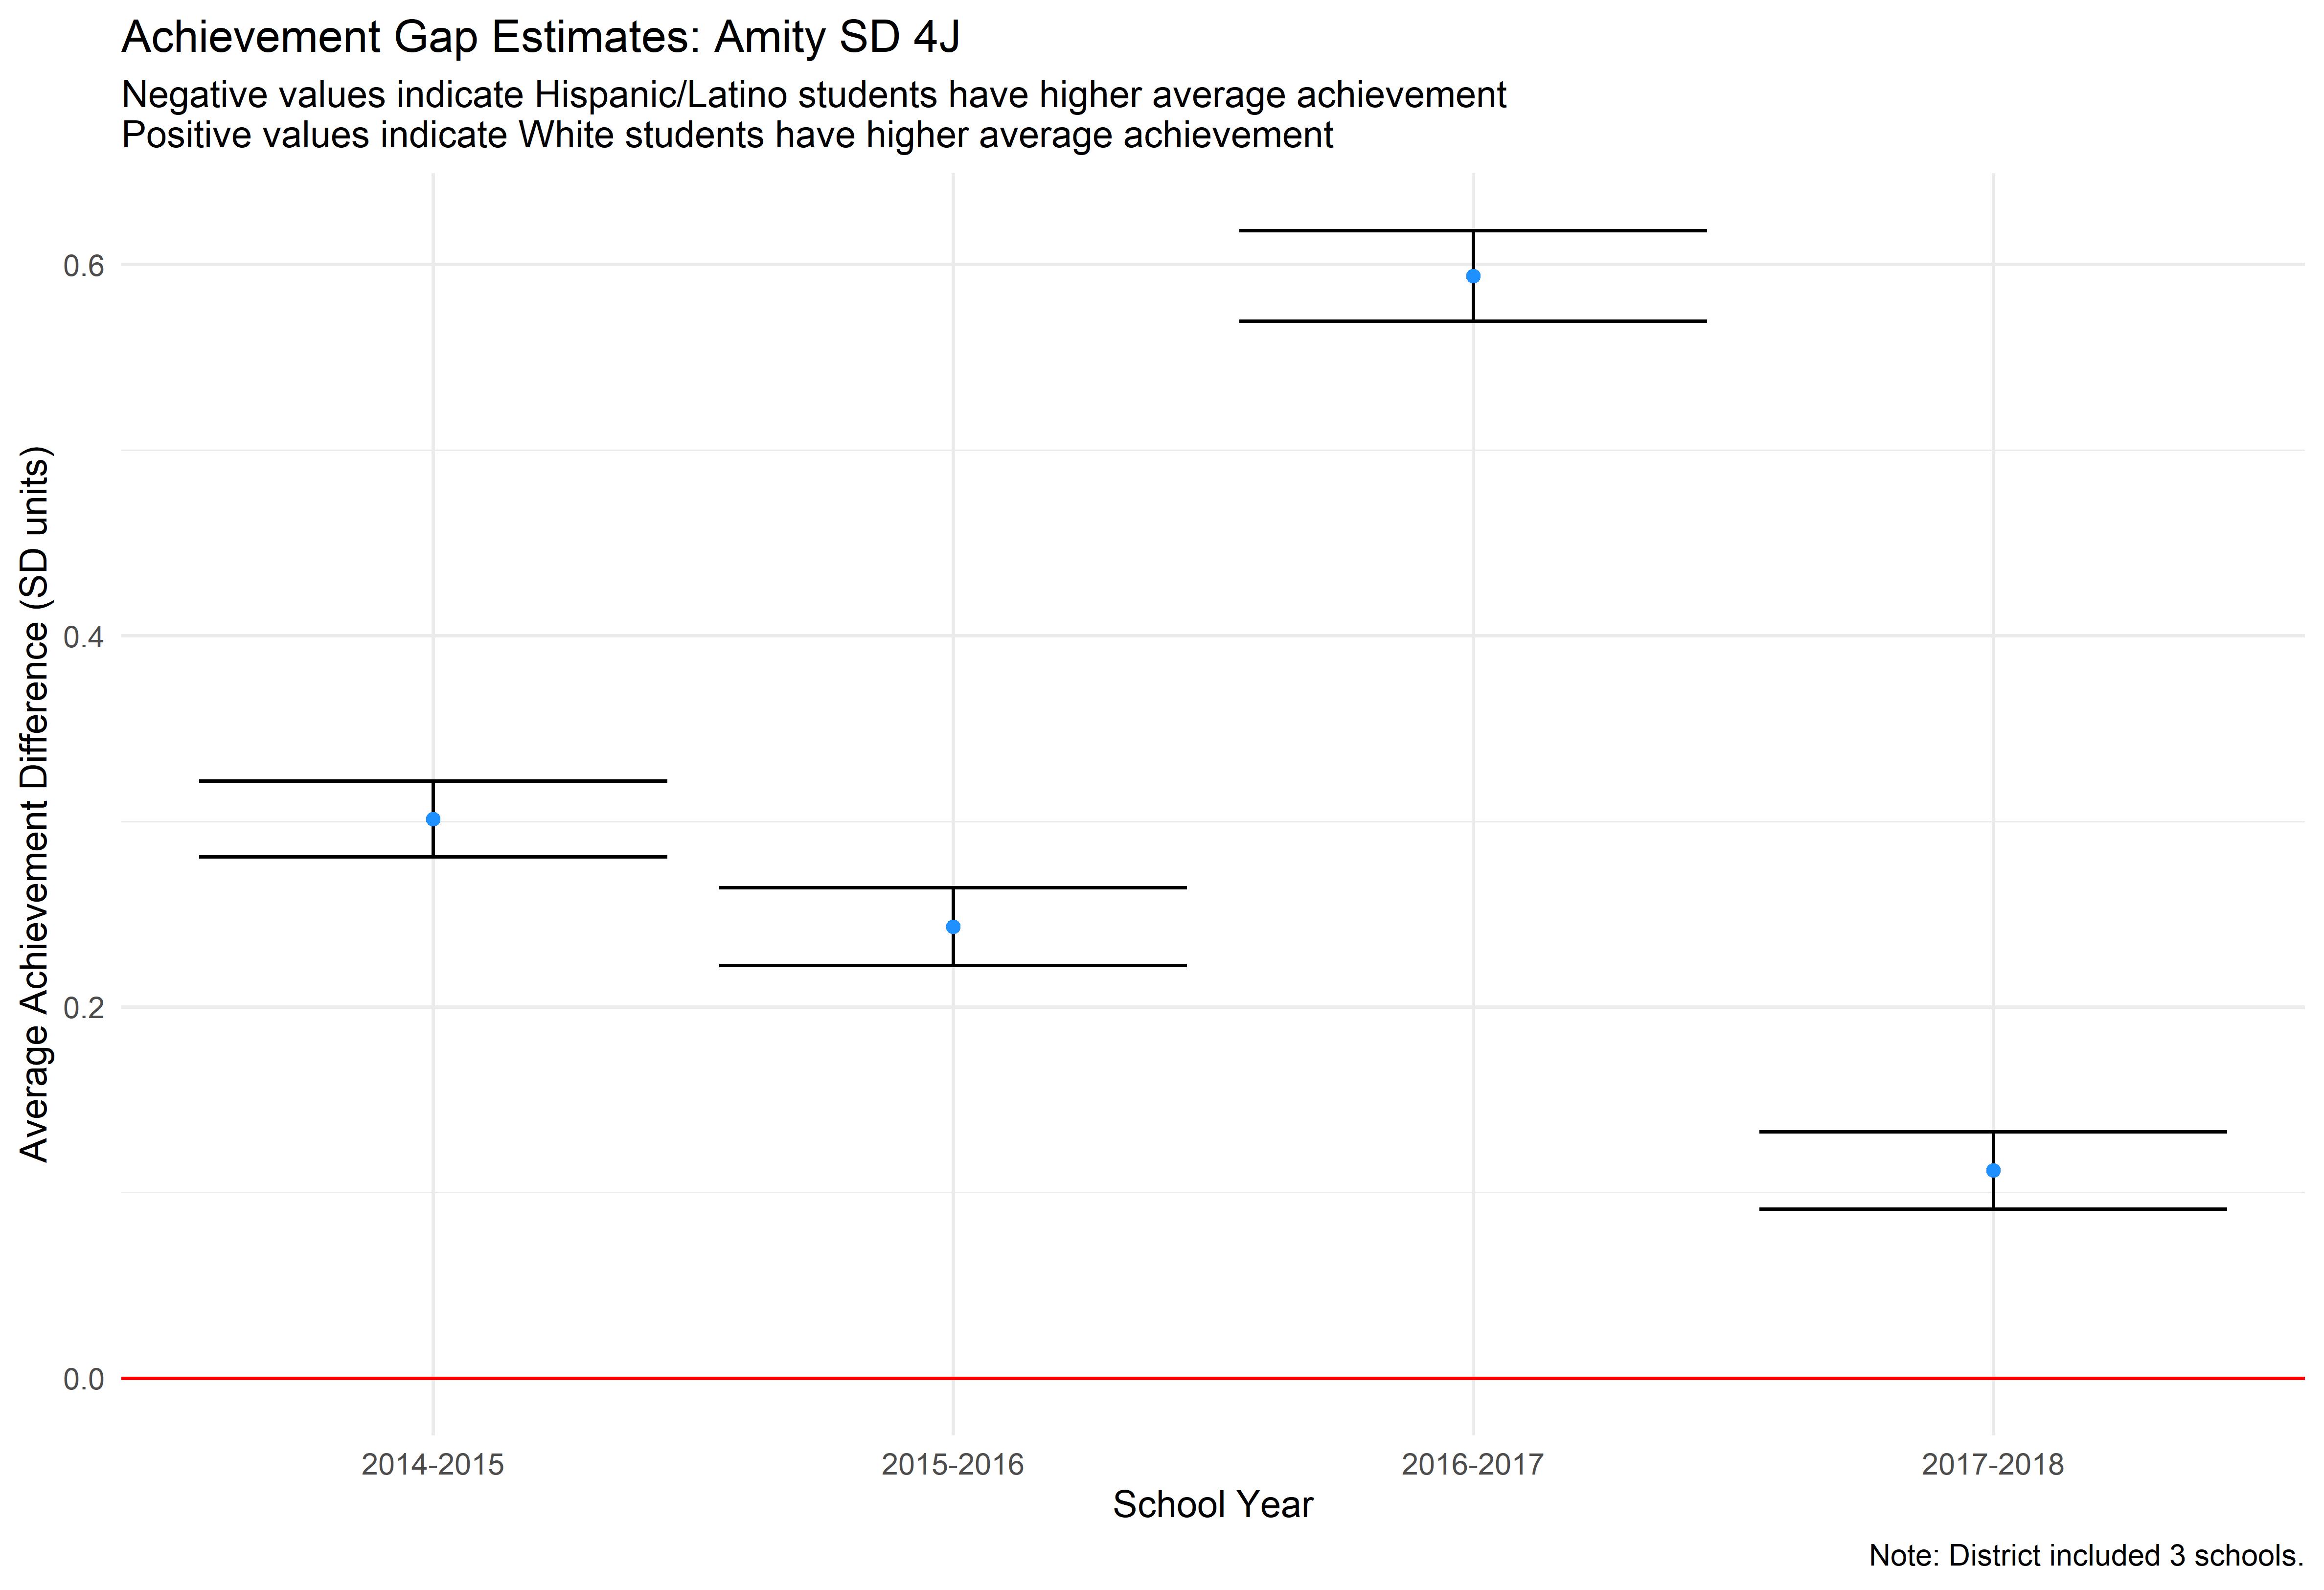 Achievement Gap Estimates: Amity SD 4J
Negative values indicate Hispanic/Latino students have higher average achievement
Positive values indicate White students have higher average achievement
Average Achievement Difference (SD units)
0.6
0.4
0.2
0.0
2014-2015
2015-2016
2016-2017
2017-2018
School Year
Note: District included 3 schools.